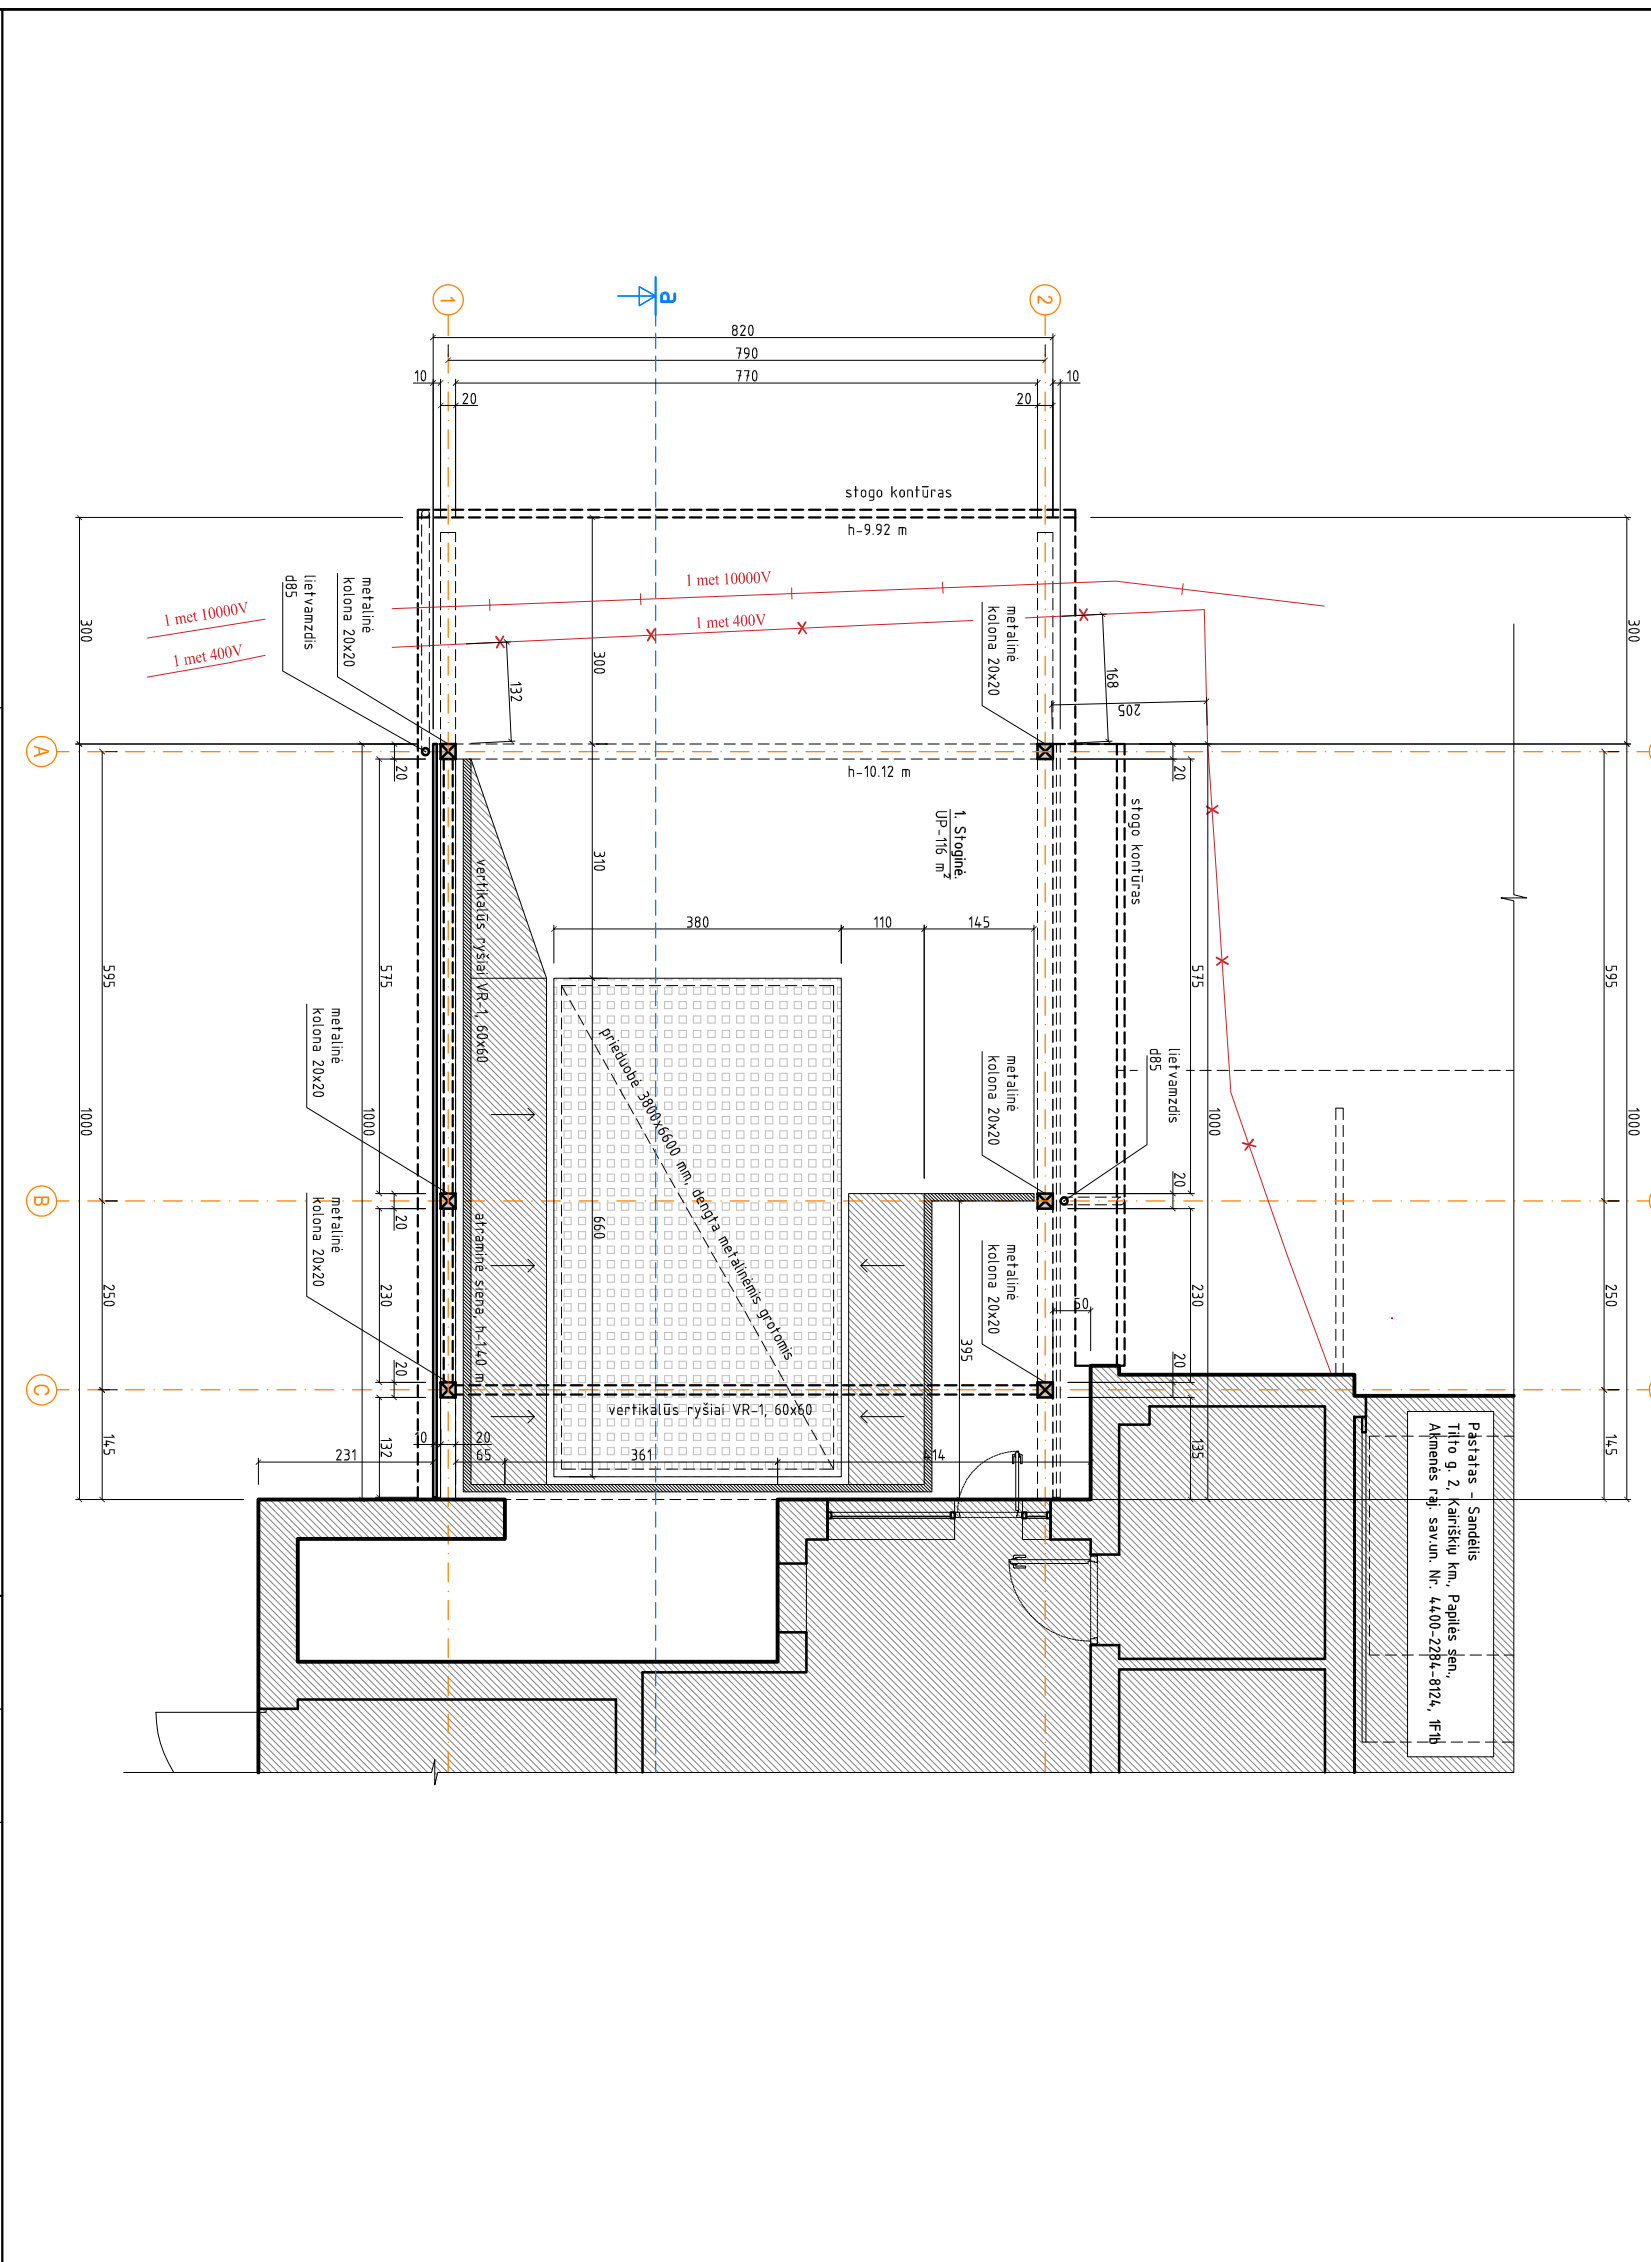 1
a
2
820
790
10
770
10
20
20
stogo kontūras
h-9.92 m
300
300
1 met 10000V
1 met 10000V
1 met 400V
1 met 400V
lietvamzdis
d85
metalinė
kolona 20x20
metalinė
kolona 20x20
300
132
168
205
A
20
20
h-10.12 m
1. Stoginė.
UP-116 m²
stogo kontūras
310
vertikalūs ryšiai VR-1, 60x60
380
110
145
595
575
575
595
metalinė
kolona 20x20
metalinė
kolona 20x20
lietvamzdis
d85
prieduobė 3800x6600 mm, dengta metalinėmis grotomis
1000
1000
1000
1000
B
20
20
660
metalinė
kolona 20x20
metalinė
kolona 20x20
atraminė siena, h-1.40 m
250
230
230
250
60
395
C
20
20
vertikalūs ryšiai VR-1, 60x60
145
132
135
145
10
20
231
65
361
414
Pastatas - Sandėlis
Tilto g. 2, Kairiškių km., Papilės sen.,
Akmenės raj. sav.un. Nr. 4400-2284-8124, 1F1b